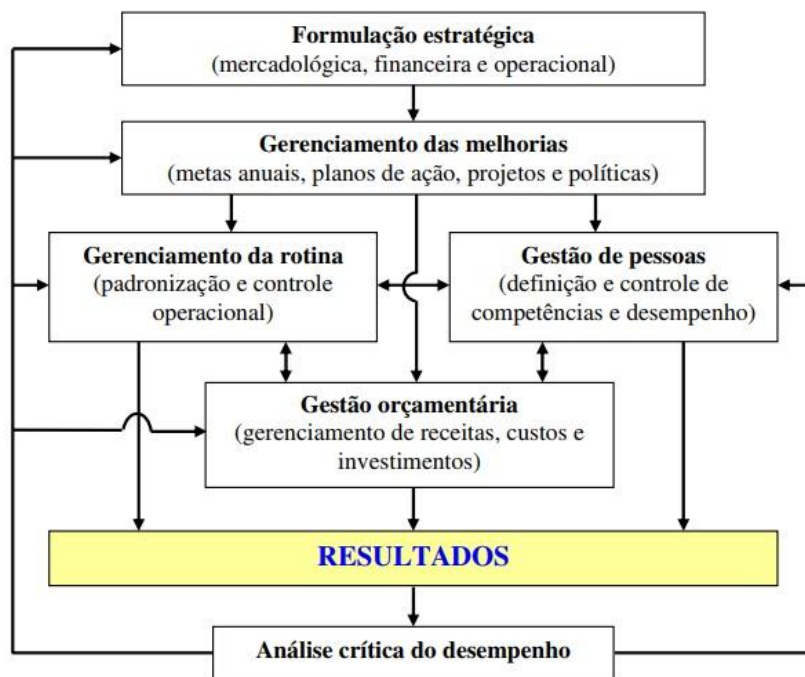 Formulação estratégica
(mercadológica, financeira e operacional)
Gerenciamento das melhorias
(metas anuais, planos de ação, projetos e políticas)
Gerenciamento da rotina
(padronização e controle
operacional)
Gestão de pessoas
(definição e controle de
competências e desempenho)
Gestão orçamentária
(gerenciamento de receitas, custos e
investimentos)
RESULTADOS
Análise crítica do desempenho